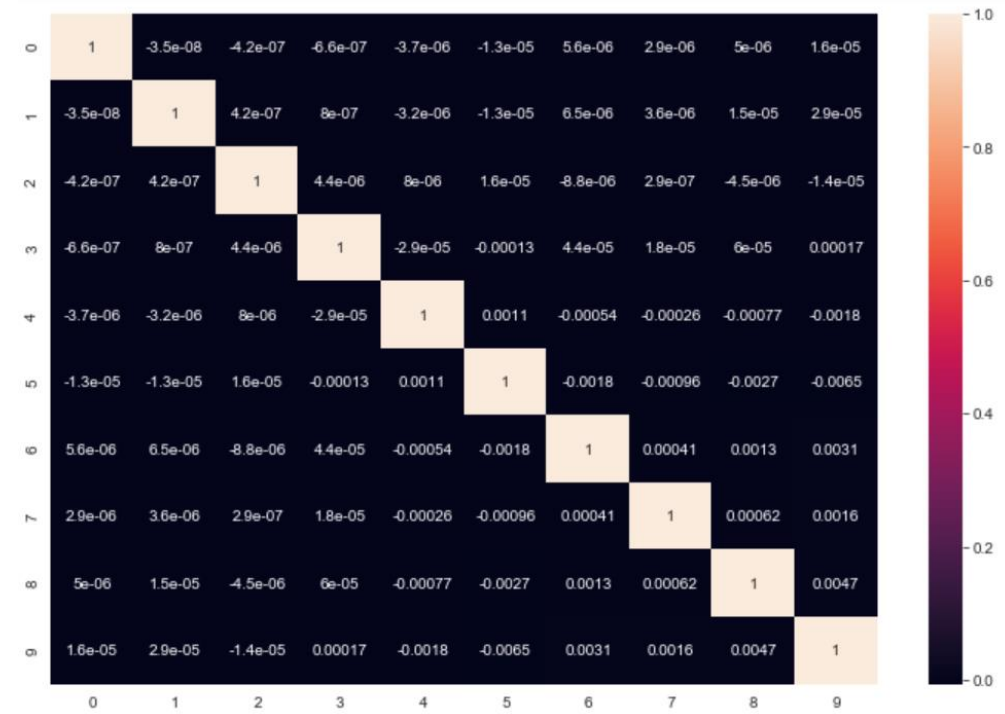 0 1 -3.5e-08 -4.2e-07 -6.6e-07 -3.7e-06 -1.3e-05 5.6e-06 2.9e-06 5e-06 1.6e-05 1.0
1 -3.5e-08 1 4.2e-07 8e-07 -3.2e-06 -1.3e-05 6.5e-06 3.6e-06 1.5e-05 2.9e-05
0.8
2 -4.2e-07 4.2e-07 1 4.4e-06 8e-06 1.6e-05 -8.8e-06 2.9e-07 -4.5e-06 -1.4e-05
3 -6.6e-07 8e-07 4.4e-06 1 -2.9e-05 -0.00013 4.4e-05 1.8e-05 6e-05 0.00017
0.6
4 -3.7e-06 -3.2e-06 8e-06 -2.9e-05 1 0.0011 -0.00054 -0.00026 -0.00077 -0.0018
5 -1.3e-05 -1.3e-05 1.6e-05 -0.00013 0.0011 1 -0.0018 -0.00096 -0.0027 -0.0065
0.4
6 5.6e-06 6.5e-06 -8.8e-06 4.4e-05 -0.00054 -0.0018 1 0.00041 0.0013 0.0031
7 2.9e-06 3.6e-06 2.9e-07 1.8e-05 -0.00026 -0.00096 0.00041 1 0.00062 0.0016
0.2
8 5e-06 1.5e-05 -4.5e-06 6e-05 -0.00077 -0.0027 0.0013 0.00062 1 0.0047
9 1.6e-05 2.9e-05 -1.4e-05 0.00017 -0.0018 -0.0065 0.0031 0.0016 0.0047 1
0.0
0 1 2 3 4 5 6 7 8 9